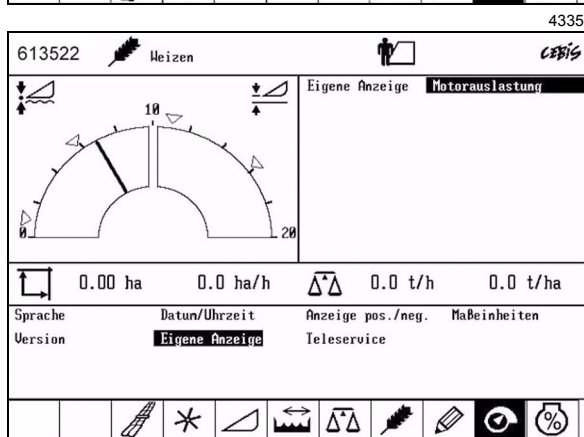 4335
613522 Weizen CEBIS
Eigene Anzeige Motorauslastung
10
0 20
0.00 ha 0.0 ha/h 0.0 t/h 0.0 t/ha
Sprache Datum/Uhrzeit Anzeige pos./neg. Maßeinheiten
Version Eigene Anzeige Teleservice
%